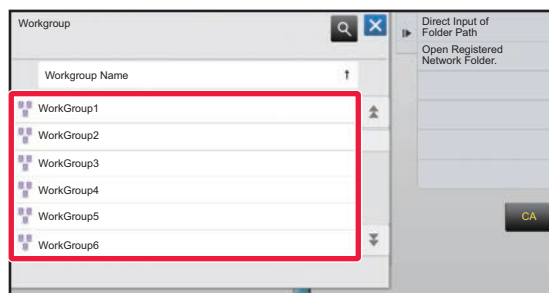 Workgroup
Workgroup Name
WorkGroup1
WorkGroup2
WorkGroup3
WorkGroup4
WorkGroup5
WorkGroup6
Direct Input of
Folder Path
Open Registered
Network Folder.
CA